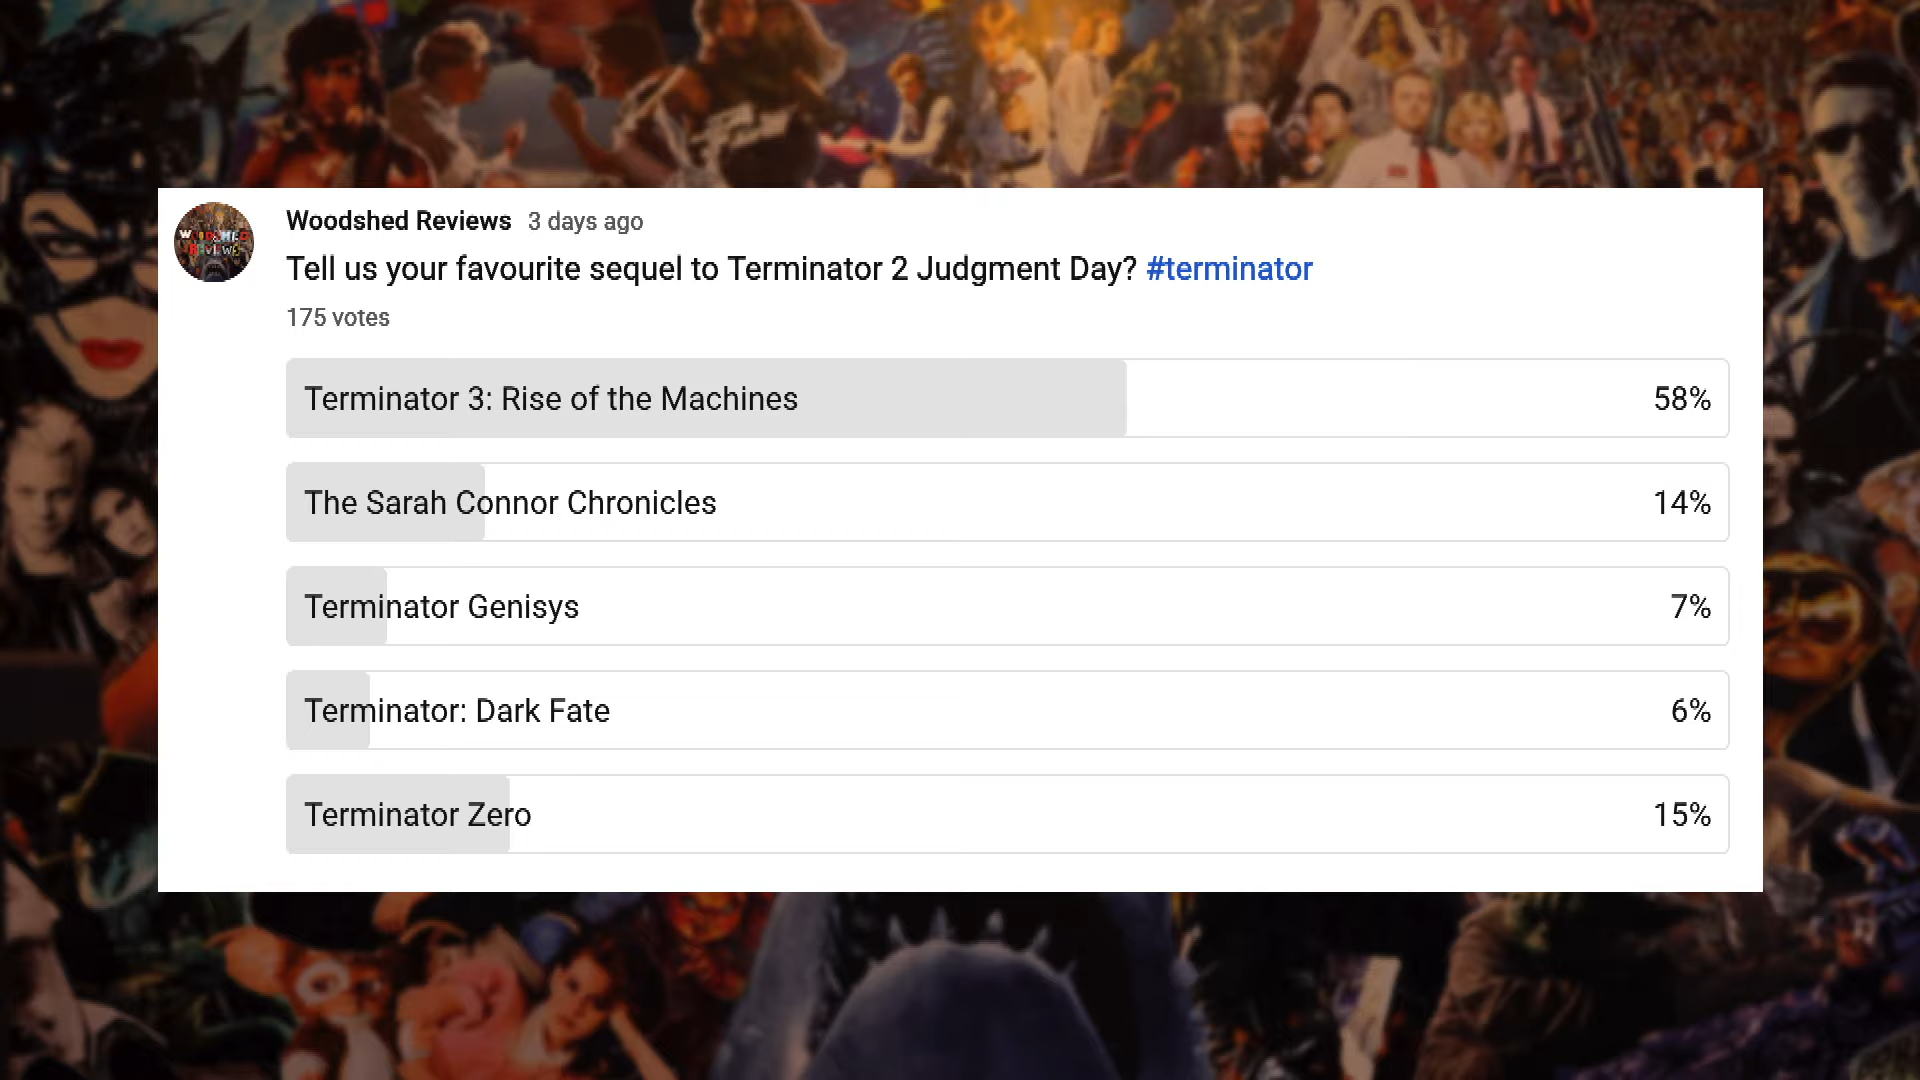 WOODSHED
REVIEWS
Woodshed Reviews 3 days ago
Tell us your favourite sequel to Terminator 2 Judgment Day? #terminator
175 votes
Terminator 3: Rise of the Machines 58%
The Sarah Connor Chronicles 14%
Terminator Genisys 7%
Terminator: Dark Fate 6%
Terminator Zero 15%